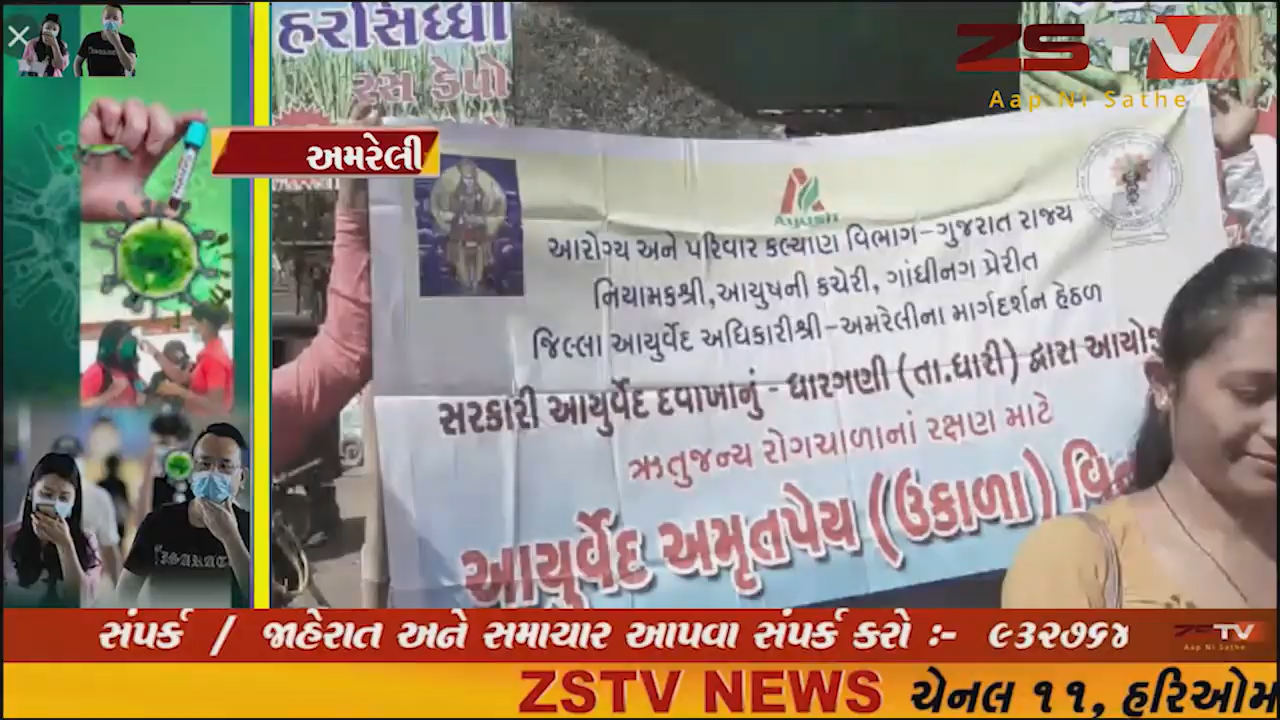 હરસિધ્ધી
રસ કેપો
ZSTV
Aap Ni Sathe
અમરેલી
Ayush
આરોગ્ય અને પરિવાર કલ્યાણ વિભાગ-ગુજરાત રાજ્ય
નિયામકશ્રી,આયુષની કચેરી, ગાંધીનગ પ્રેરીત
જિલ્લા આયુર્વેદ અધિકારીશ્રી-અમરેલીના માર્ગદર્શન હેઠળ
સરકારી આયુર્વેદ દવાખાનું - ધારગણી (તા.ધારી) દ્વારા
ઋતુજન્ય રોગચાળાનાં રક્ષણ માટે
આયુર્વેદ અમૃતપેય (ઉકાળા)
સંપર્ક / જાહેરાત અને સમાચાર આપવા સંપર્ક કરો :- ૯૩૨૭૬૪
ZSTV
Aap Ni Sathe
ZSTV NEWS ચેનલ ૧૧, હરિઓમ